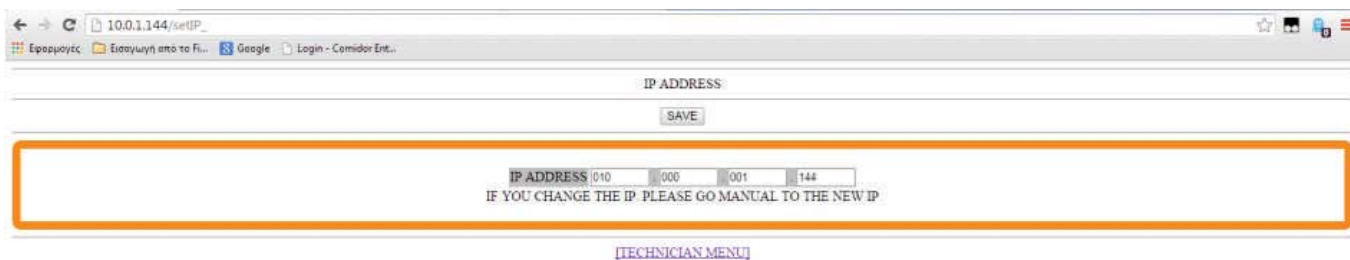 10.0.1.144/setIP_
Εφαρμογές Εισαγωγή από το Fi... Google Login - Comidor Ent...
IP ADDRESS
SAVE
IP ADDRESS 010 . 000 . 001 . 144
IF YOU CHANGE THE IP PLEASE GO MANUAL TO THE NEW IP
[TECHNICIAN MENU]